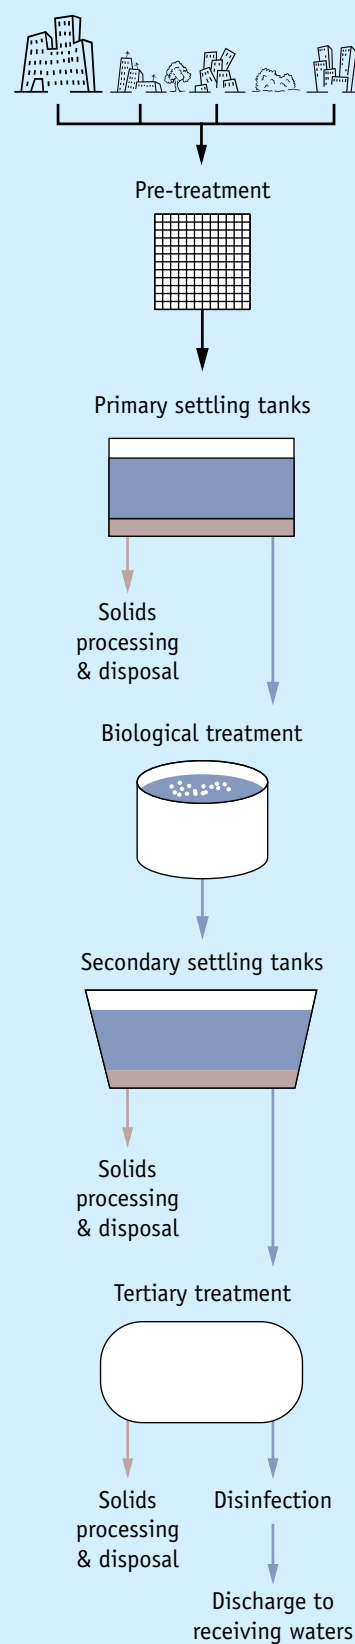 Pre-treatment
Primary settling tanks
Solids
processing
& disposal
Biological treatment
Secondary settling tanks
Solids
processing
& disposal
Tertiary treatment
Solids
processing
& disposal
Disinfection
Discharge to
receiving waters